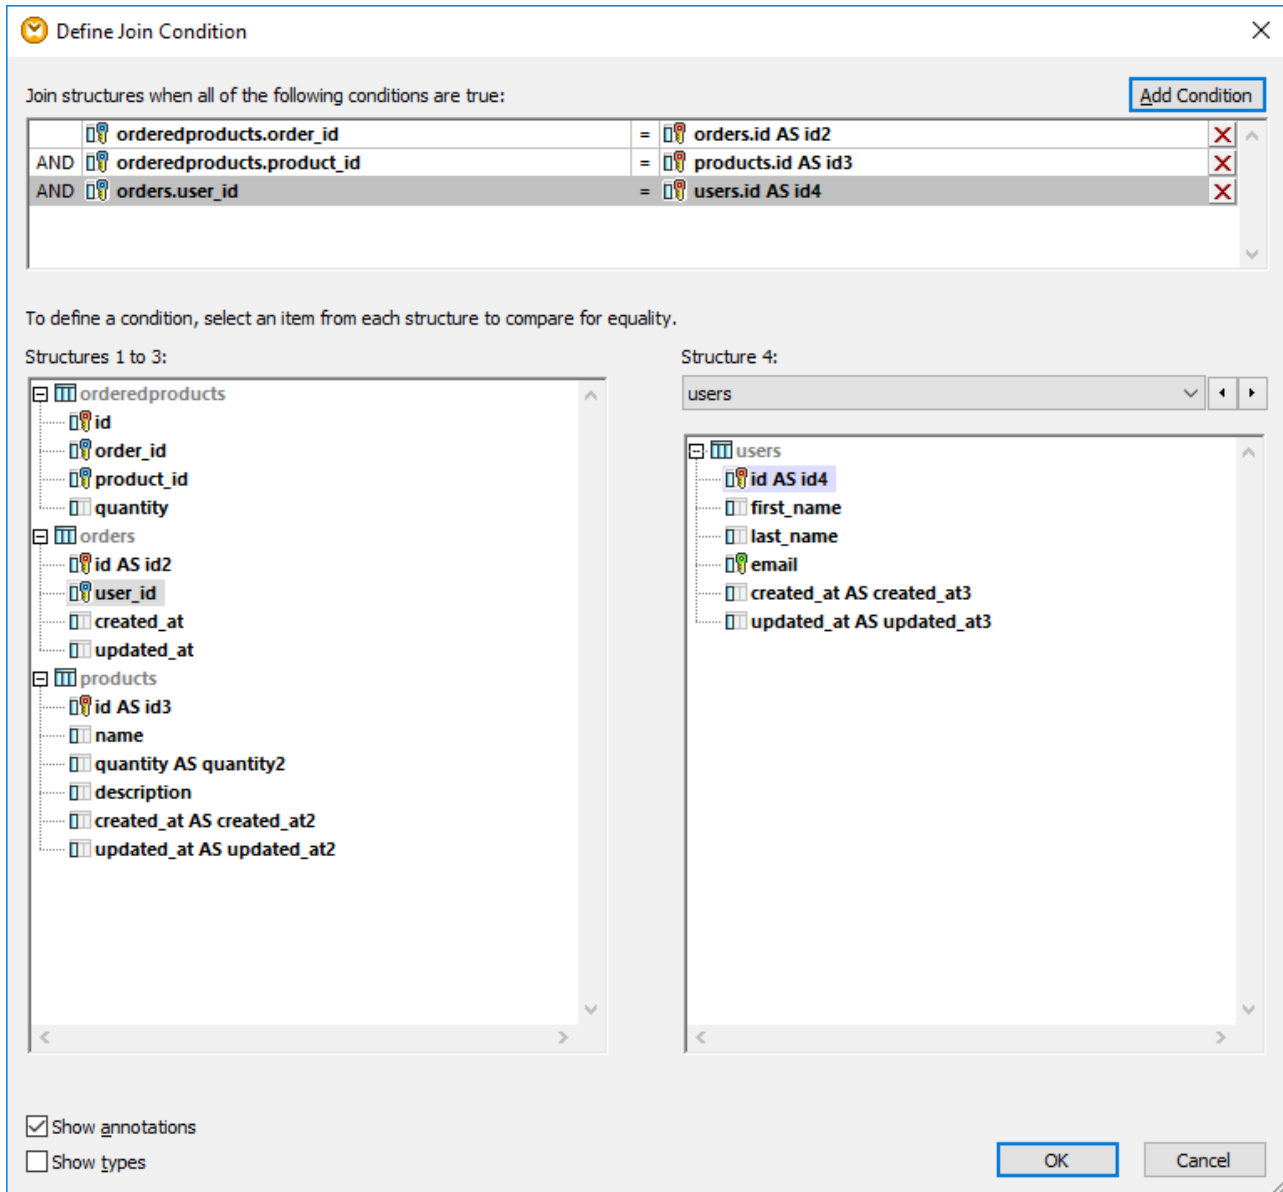 Define Join Condition
Join structures when all of the following conditions are true:
Add Condition
orderedproducts.order_id = orders.id AS id2
AND orderedproducts.product_id = products.id AS id3
AND orders.user_id = users.id AS id4
To define a condition, select an item from each structure to compare for equality.
Structures 1 to 3:
orderedproducts
id
order_id
product_id
quantity
orders
id AS id2
user_id
created_at
updated_at
products
id AS id3
name
quantity AS quantity2
description
created_at AS created_at2
updated_at AS updated_at2
Structure 4:
users
users
id AS id4
first_name
last_name
email
created_at AS created_at3
updated_at AS updated_at3
Show annotations
Show types
OK
Cancel